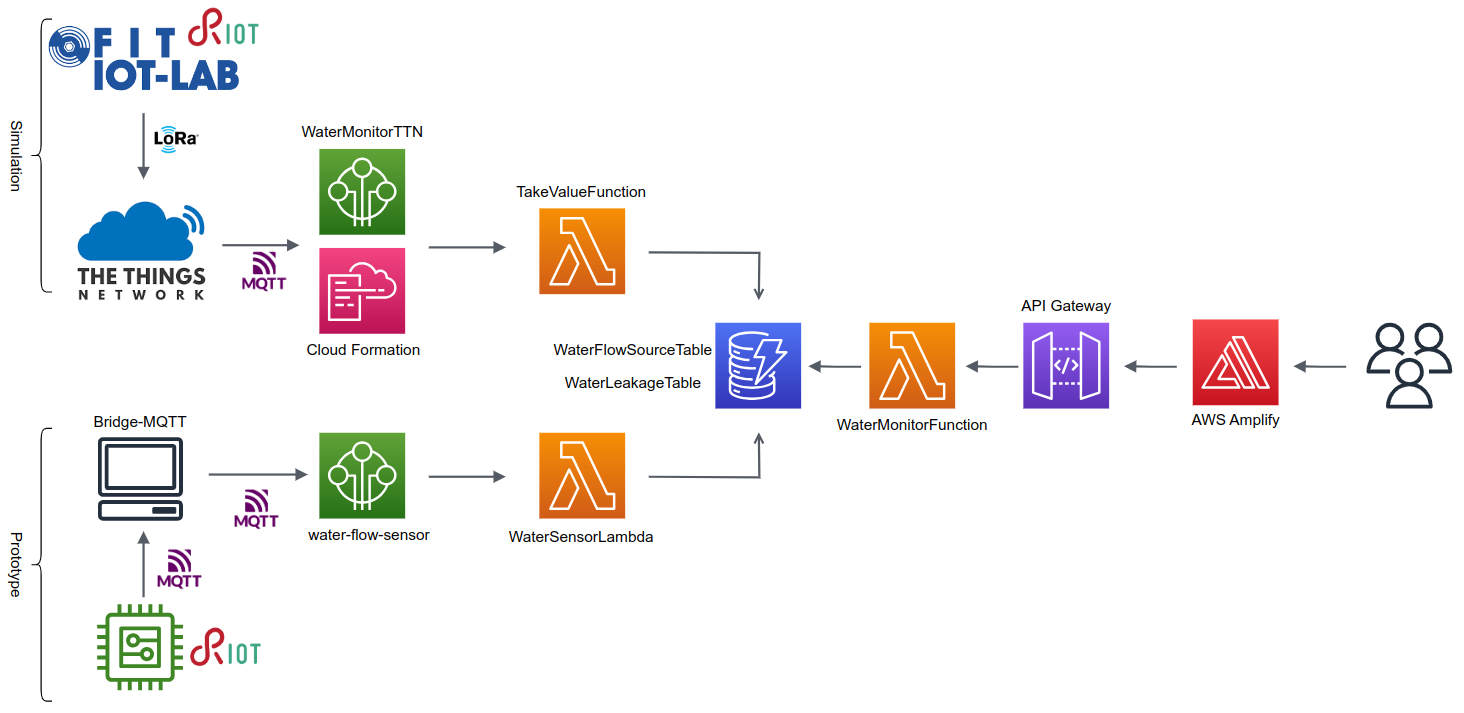 Simulation
FIT
IOT-LAB
RIOT
LoRa
THE THINGS
NETWORK
MQTT
WaterMonitorTTN
Cloud Formation
TakeValueFunction
WaterFlowSourceTable
WaterLeakageTable
WaterMonitorFunction
API Gateway
</>
AWS Amplify
Prototype
Bridge-MQTT
MQTT
MQTT
RIOT
water-flow-sensor
WaterSensorLambda